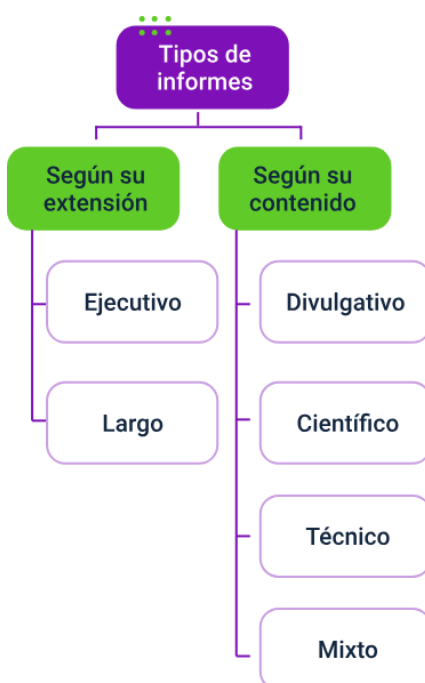 Tipos de
informes
Según su
extensión
Según su
contenido
Ejecutivo
Divulgativo
Largo
Científico
Técnico
Mixto